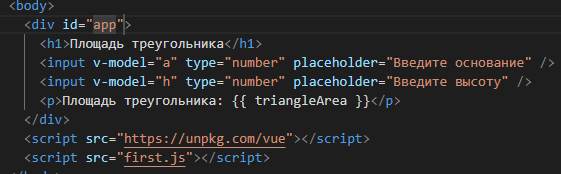 <body>
<div id="app">
<h1>Площадь треугольника</h1>
<input v-model="a" type="number" placeholder="Введите основание" />
<input v-model="h" type="number" placeholder="Введите высоту" />
<p>Площадь треугольника: {{ triangleArea }}</p>
</div>
<script src="https://unpkg.com/vue"></script>
<script src="first.js"></script>